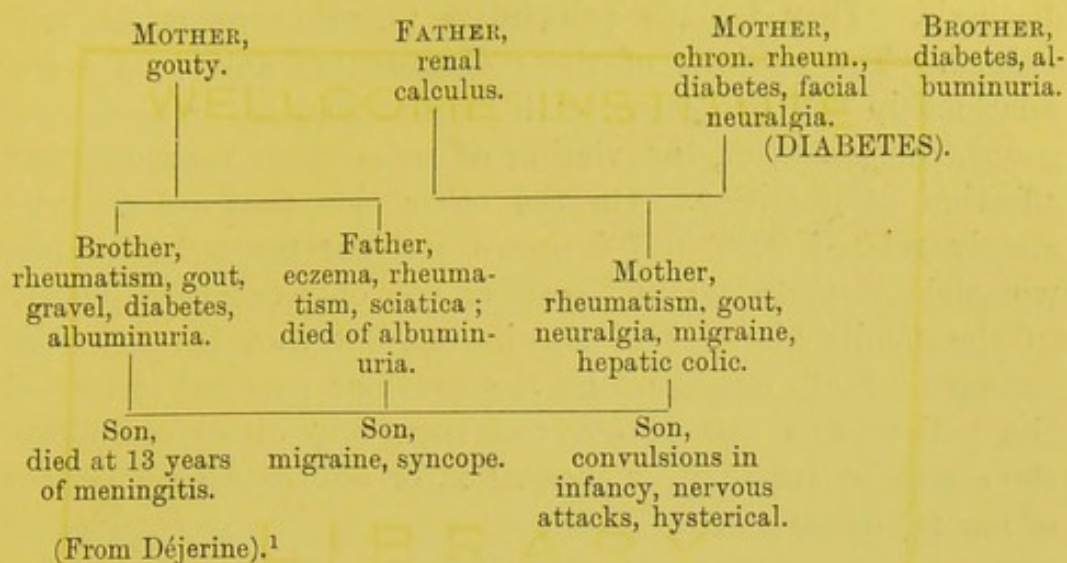 MOTHER,
gouty.
FATHER,
renal
calculus.
MOTHER,
chron. rheum.,
diabetes, facial
neuralgia.
(DIABETES).
BROTHER,
diabetes, al-
buminuria.
WELLCOME INSTITUTE
Brother,
rheumatism, gout,
gravel, diabetes,
albuminuria.
Father,
eczema, rheuma-
tism, sciatica ;
died of albumin-
uria.
Mother,
rheumatism, gout,
neuralgia, migraine,
hepatic colic.
Son,
died at 13 years
of meningitis.
Son,
migraine, syncope.
Son,
convulsions in
infancy, nervous
attacks, hysterical.
(From Déjerine).¹
LIBRARY